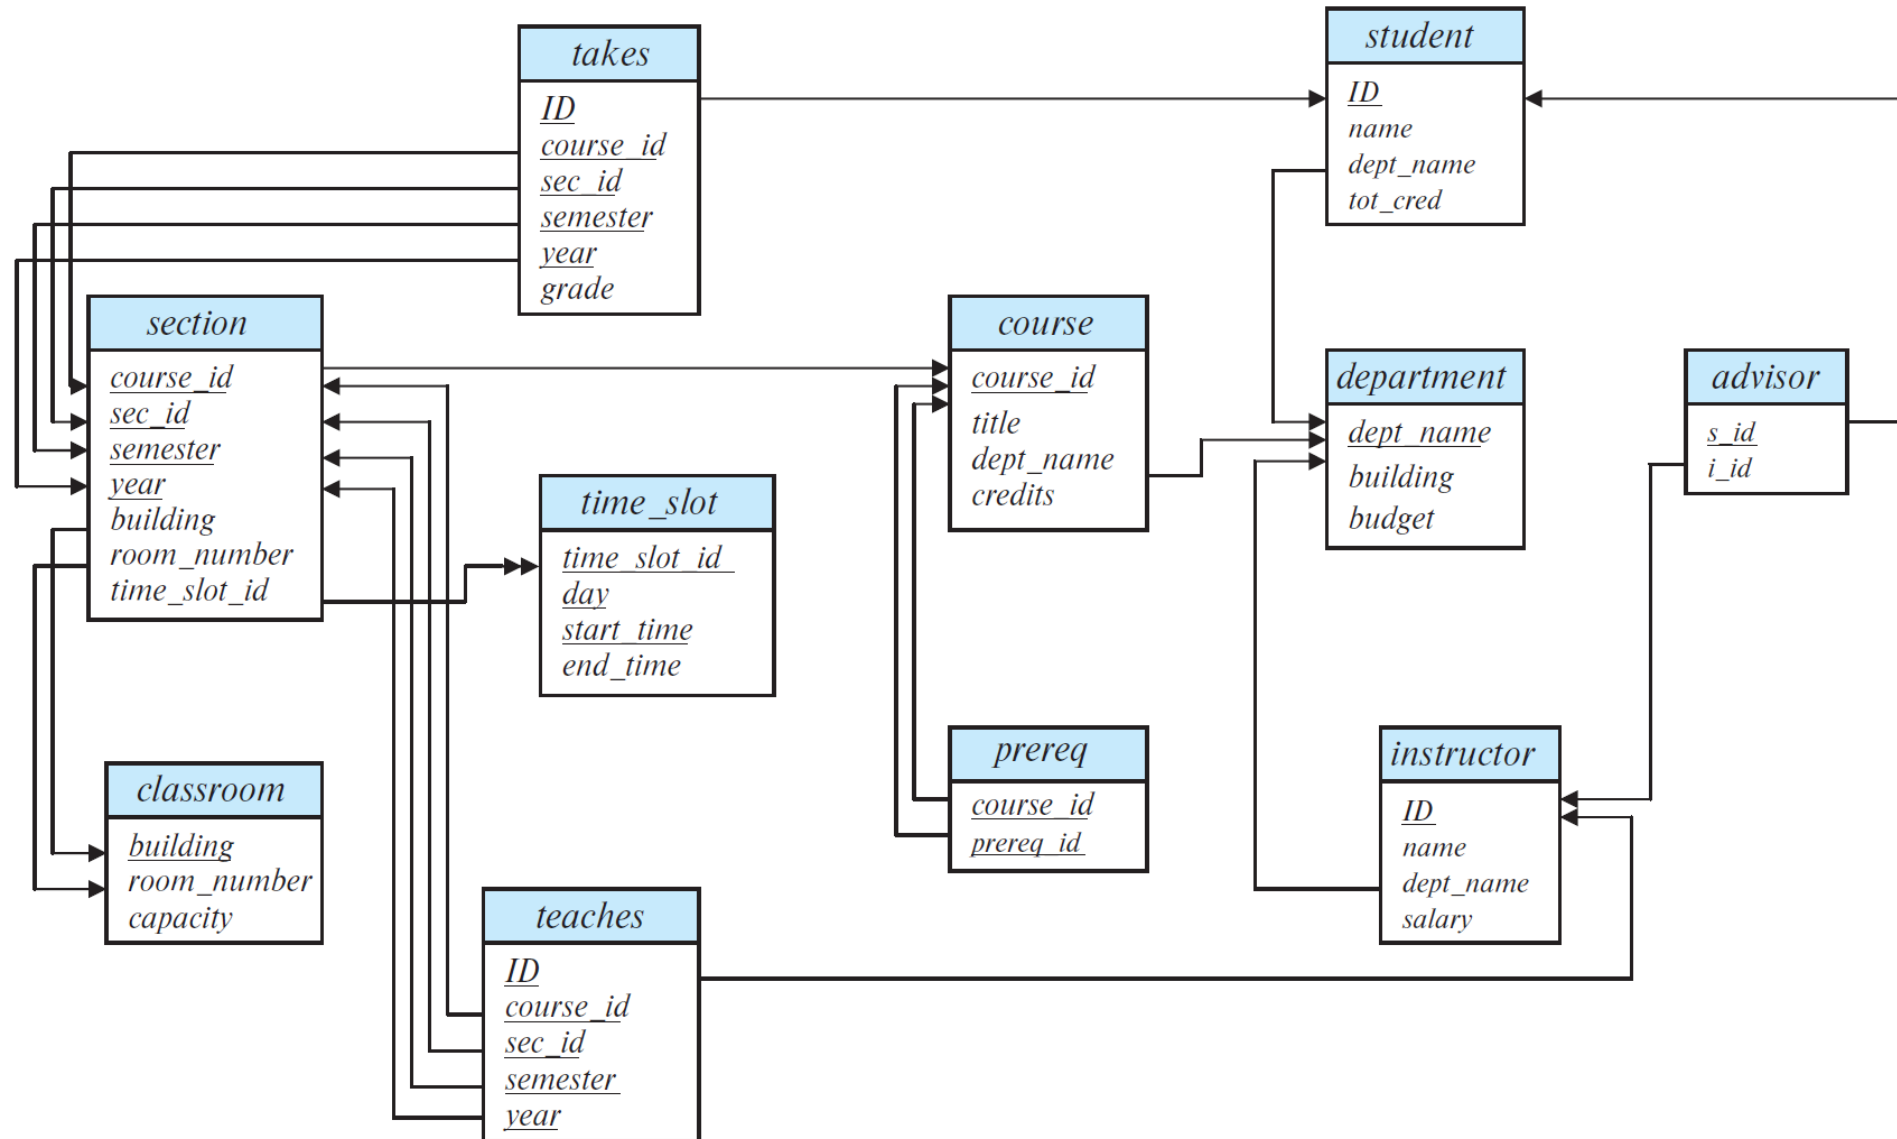 takes
ID
course_id
sec_id
semester
year
grade
student
ID
name
dept_name
tot_cred
section
course_id
sec_id
semester
year
building
room_number
time_slot_id
course
course_id
title
dept_name
credits
department
dept_name
building
budget
advisor
s_id
i_id
time_slot
time_slot_id
day
start_time
end_time
prereq
course_id
prereq_id
instructor
ID
name
dept_name
salary
classroom
building
room_number
capacity
teaches
ID
course_id
sec_id
semester
year